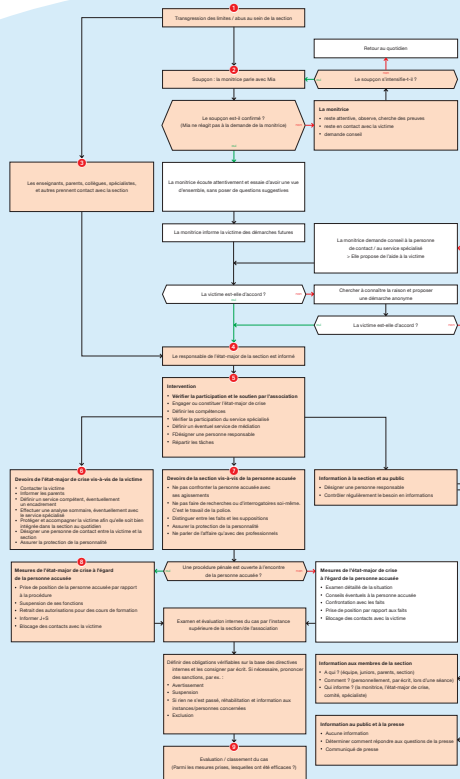 1
Transgression des limites / abus au sein de la section
Retour au quotidien
2
Soupçon : la monitrice parle avec Mia
Le soupçon s'intensifie-t-il ?
Le soupçon est-il confirmé ?
(Mia ne réagit pas à la demande de la monitrice)
La monitrice
• reste attentive, observe, cherche des preuves
• reste en contact avec la victime
• demande conseil
3
Les enseignants, parents, collègues, spécialistes,
et autres prennent contact avec la section
La monitrice écoute attentivement et essaie d'avoir une vue
d'ensemble, sans poser de questions suggestives
La monitrice informe la victime des démarches futures
La monitrice demande conseil à la personne
de contact / au service spécialisé
> Elle propose de l'aide à la victime
La victime est-elle d'accord ?
Chercher à connaître la raison et proposer
une démarche anonyme
La victime est-elle d'accord ?
4
Le responsable de l'état-major de la section est informé
5
Intervention
• Vérifier la participation et le soutien par l'association
• Engager ou constituer l'état-major de crise
• Définir les compétences
• Vérifier la participation du service spécialisé
• Définir un éventuel service de médiation
• FDésigner une personne responsable
• Répartir les tâches
6
Devoirs de l'état-major de crise vis-à-vis de la victime
• Contacter la victime
• Informer les parents
• Définir un service compétent, éventuellement
un encadrement
• Effectuer une analyse sommaire, éventuellement avec
le service spécialisé
• Protéger et accompagner la victime afin qu'elle soit bien
intégrée dans la section au quotidien
• Désigner une personne de contact entre la victime et la
section
• Assurer la protection de la personnalité
7
Devoirs de la section vis-à-vis de la personne accusée
• Ne pas confronter la personne accusée avec
ses agissements
• Ne pas faire de recherches ou d'interrogatoires soi-même.
C'est le travail de la police.
• Distinguer entre les faits et les suppositions
• Assurer la protection de la personnalité
• Ne parler de l'affaire qu'avec des professionnels
Information à la section et au public
• Désigner une personne responsable
• Contrôler régulièrement le besoin en informations
8
Mesures de l'état-major de crise à l'égard
de la personne accusée
• Prise de position de la personne accusée par rapport
à la procédure
• Suspension de ses fonctions
• Retrait des autorisations pour des cours de formation
• Informer J+S
• Blocage des contacts avec la victime
Une procédure pénale est ouverte à l'encontre
de la personne accusée ?
Mesures de l'état-major de crise
à l'égard de la personne accusée
• Examen détaillé de la situation
• Conseils éventuels à la personne accusée
• Confrontation avec les faits
• Prise de position par rapport aux faits
• Blocage des contacts avec la victime
Examen et évaluation internes du cas par l'instance
supérieure de la section/de l'association
Définir des obligations vérifiables sur la base des directives
internes et les consigner par écrit. Si nécessaire, prononcer
des sanctions, par ex. :
• Avertissement
• Suspension
• Si rien ne s'est passé, réhabilitation et information aux
instances/personnes concernées
• Exclusion
Information aux membres de la section
• A qui ? (équipe, juniors, parents, section)
• Comment ? (personnellement, par écrit, lors d'une séance)
• Qui informe ? (la monitrice, l'état-major de crise,
comité, spécialiste)
Information au public et à la presse
• Aucune information
• Déterminer comment répondre aux questions de la presse
• Communiqué de presse
9
Evaluation / classement du cas
(Parmi les mesures prises, lesquelles ont été efficaces ?)